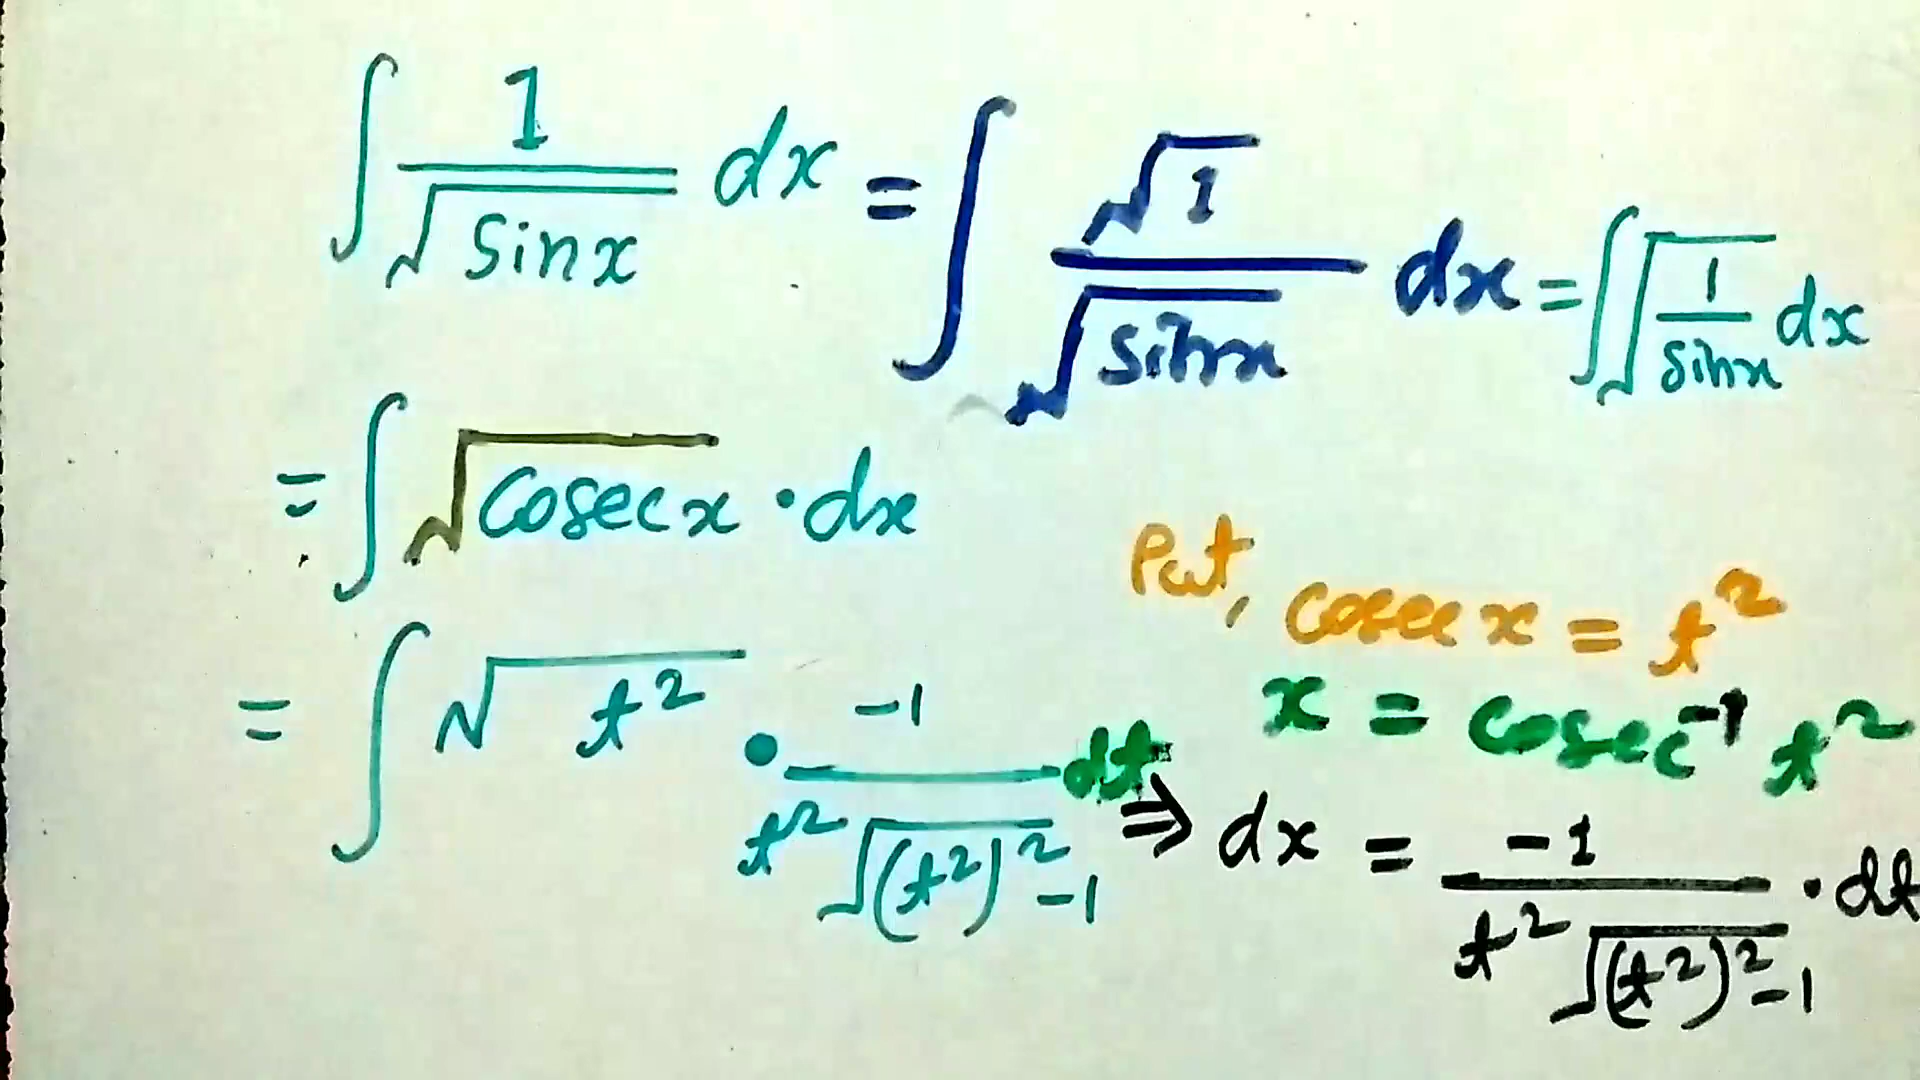 ∫ 1/√(Sinx) dx = ∫ √1/√(sinx) dx = ∫ √(1/sinx) dx
= ∫ √(cosecx) · dx
Put, cosec x = t²
x = cosec⁻¹ t²
= ∫ √(t²) · -1/(t² √((t²)²-1)) dt
⇒ dx = -1/(t² √((t²)²-1)) · dt